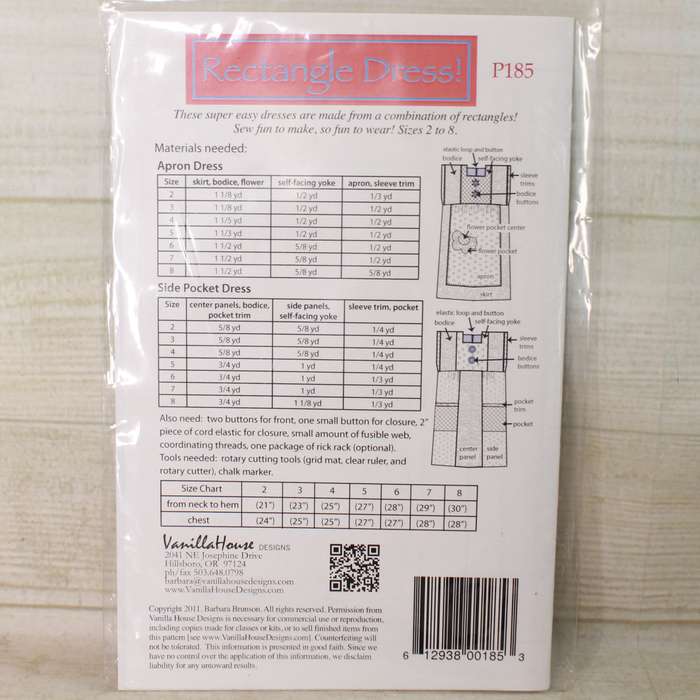 Rectangle Dress! P185
These super easy dresses are made from a combination of rectangles!
Sew fun to make, so fun to wear! Sizes 2 to 8.
Materials needed:
Apron Dress
Size skirt, bodice, flower self-facing yoke apron, sleeve trim
2 1 1/8 yd 1/2 yd 1/3 yd
3 1 1/8 yd 1/2 yd 1/2 yd
4 1 1/5 yd 1/2 yd 1/2 yd
5 1 1/3 yd 1/2 yd 1/2 yd
6 1 1/2 yd 5/8 yd 1/2 yd
7 1 1/2 yd 5/8 yd 1/2 yd
8 1 1/2 yd 5/8 yd 5/8 yd
elastic loop and button
bodice self-facing yoke
sleeve
trims
bodice
buttons
flower pocket center
flower pocket
apron
skirt
Side Pocket Dress
Size center panels, bodice, side panels, sleeve trim, pocket
pocket trim self-facing yoke
2 5/8 yd 5/8 yd 1/4 yd
3 5/8 yd 5/8 yd 1/4 yd
4 5/8 yd 5/8 yd 1/4 yd
5 3/4 yd 1 yd 1/4 yd
6 3/4 yd 1 yd 1/3 yd
7 3/4 yd 1 yd 1/3 yd
8 3/4 yd 1 1/8 yd 1/3 yd
elastic loop and button
bodice self-facing yoke
sleeve
trims
bodice
buttons
pocket
trim
pocket
center
panel
side
panel
Also need: two buttons for front, one small button for closure, 2"
piece of cord elastic for closure, small amount of fusible web,
coordinating threads, one package of rick rack (optional).
Tools needed: rotary cutting tools (grid mat, clear ruler, and
rotary cutter), chalk marker.
Size Chart 2 3 4 5 6 7 8
from neck to hem (21") (23") (25") (27") (28") (29") (30")
chest (24") (25") (25") (27") (27") (28") (28")
VanillaHouse DESIGNS
2041 NE Josephine Drive
Hillsboro, OR 97124
ph/fax 503.648.0798
barbara@vanillahousedesigns.com
www.VanillaHouseDesigns.com
Copyright 2011. Barbara Brunson. All rights reserved. Permission from
Vanilla House Designs is necessary for commercial use or reproduction,
including copies made for classes or kits, or to sell finished items from
this pattern [see www.VanillaHouseDesigns.com]. Counterfeiting will
not be tolerated. This information is presented in good faith. Since we
have no control over the application of this information, we disclaim
liability for any untoward results.
6 12938 00185 3